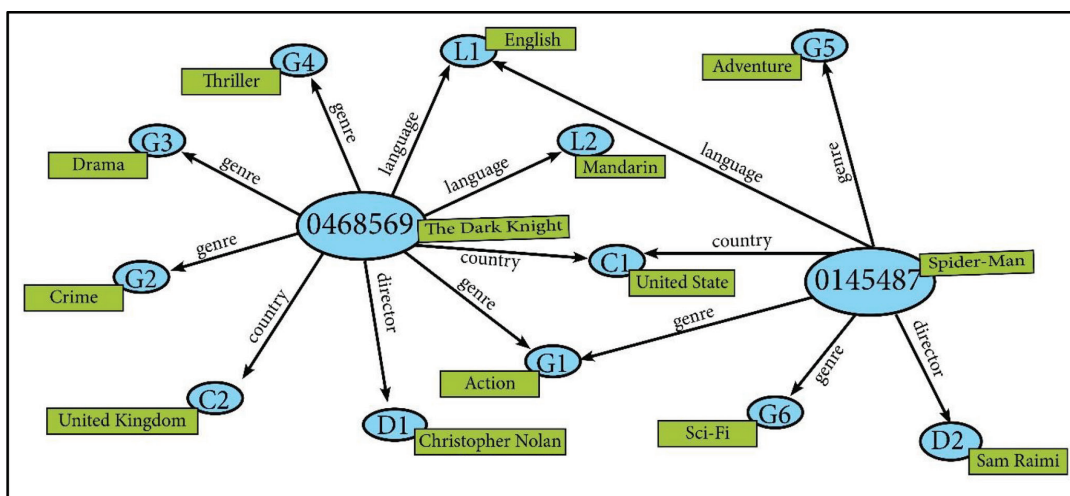 English
L1
G5
Adventure
G4
Thriller
genre
language
G3
Drama
genre
L2
Mandarin
language
language
genre
0468569
The Dark Knight
genre
G2
Crime
country
C1
United State
country
0145487
Spider-Man
country
director
genre
genre
G1
Action
genre
director
C2
United Kingdom
D1
Christopher Nolan
G6
Sci-Fi
D2
Sam Raimi